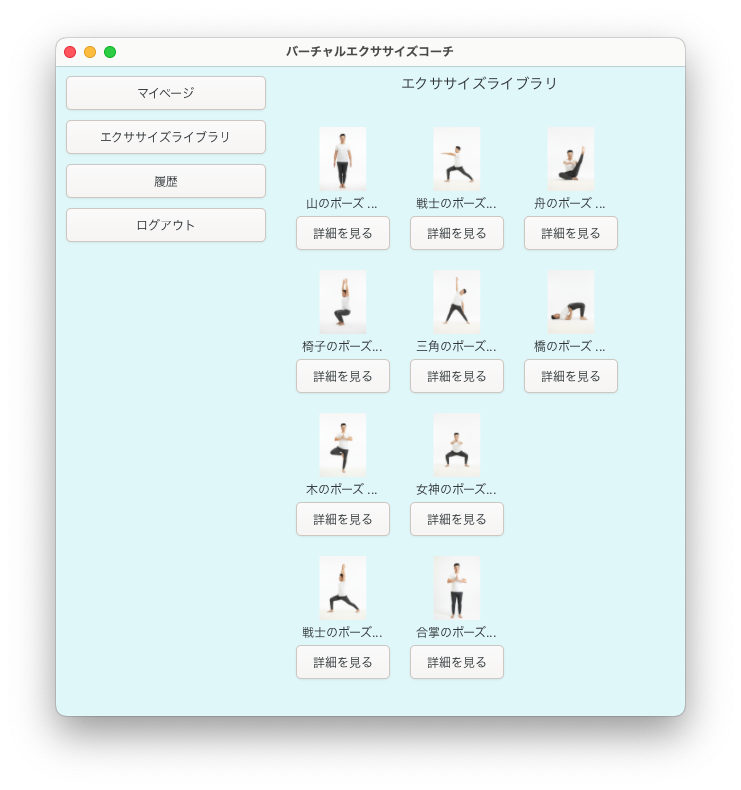 バーチャルエクササイズコーチ
マイページ
エクササイズライブラリ
履歴
ログアウト
エクササイズライブラリ
山のポーズ ...
戦士のポーズ...
舟のポーズ ...
詳細を見る
詳細を見る
詳細を見る
椅子のポーズ...
三角のポーズ...
橋のポーズ ...
詳細を見る
詳細を見る
詳細を見る
木のポーズ ...
女神のポーズ...
詳細を見る
詳細を見る
戦士のポーズ...
合掌のポーズ...
詳細を見る
詳細を見る